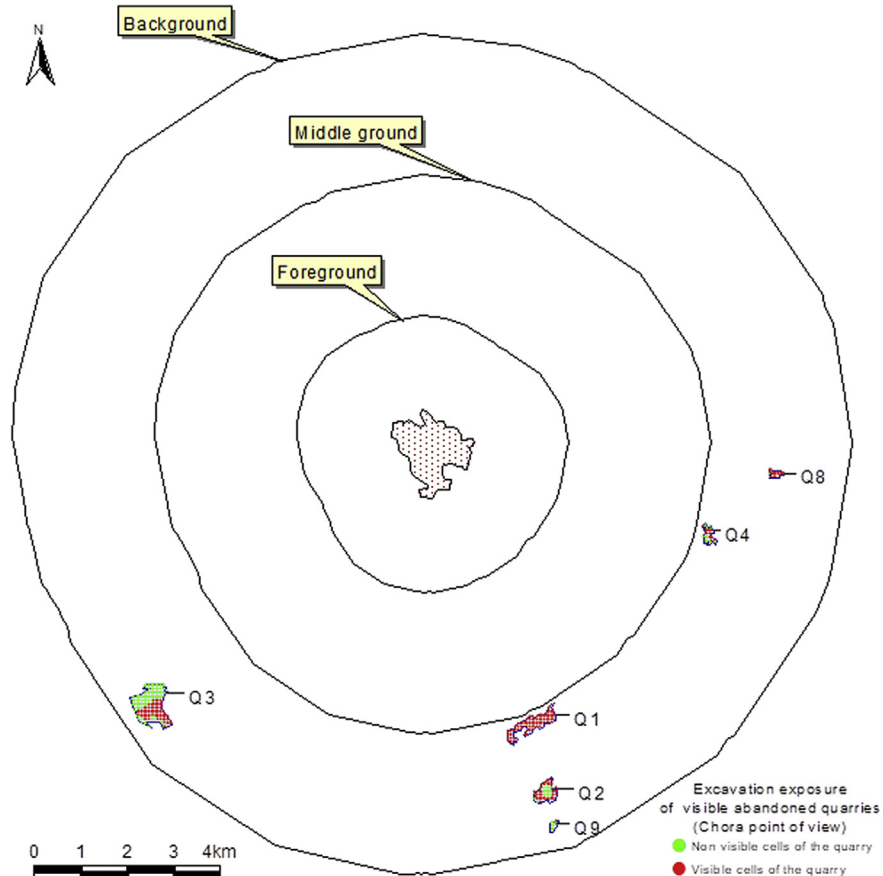 Background
N
Middle ground
Foreground
Q8
Q4
Q3
Q1
Q2
Q9
Excavation exposure
of visible abandoned quarries
(Chora point of view)
Non visible cells of the quarry
Visible cells of the quarry
0 1 2 3 4km